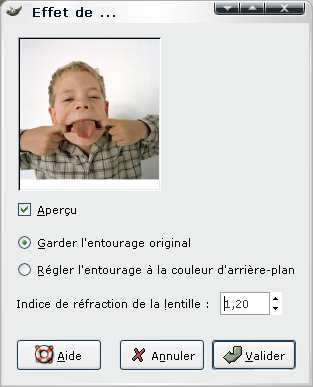 Effet de ...
Aperçu
Garder l'entourage original
Régler l'entourage à la couleur d'arrière-plan
Indice de réfraction de la lentille : 1,20
Aide Annuler Valider